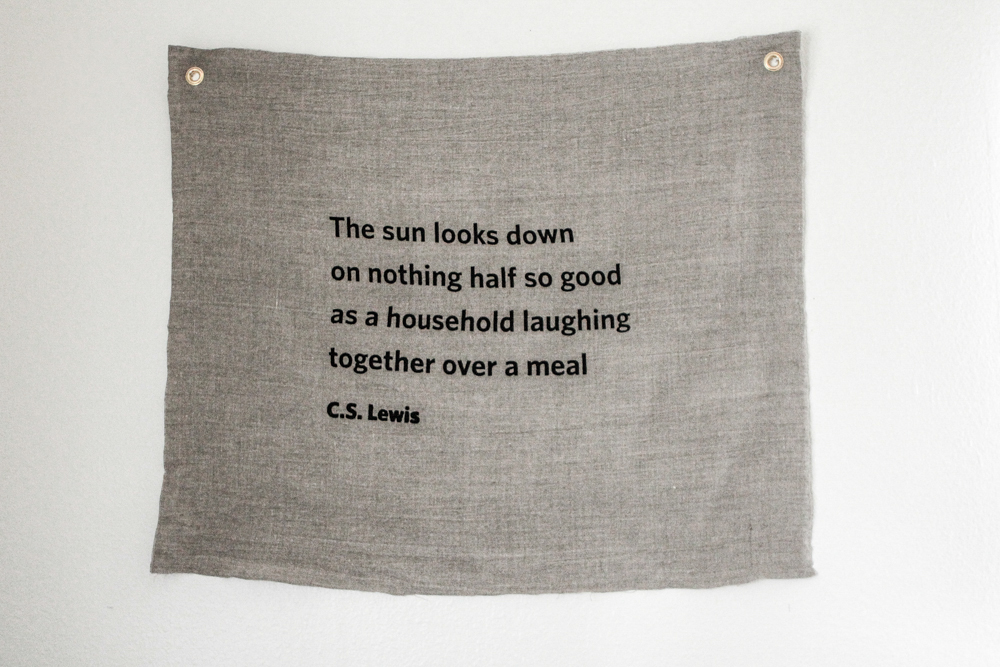 The sun looks down
on nothing half so good
as a household laughing
together over a meal
C.S. Lewis